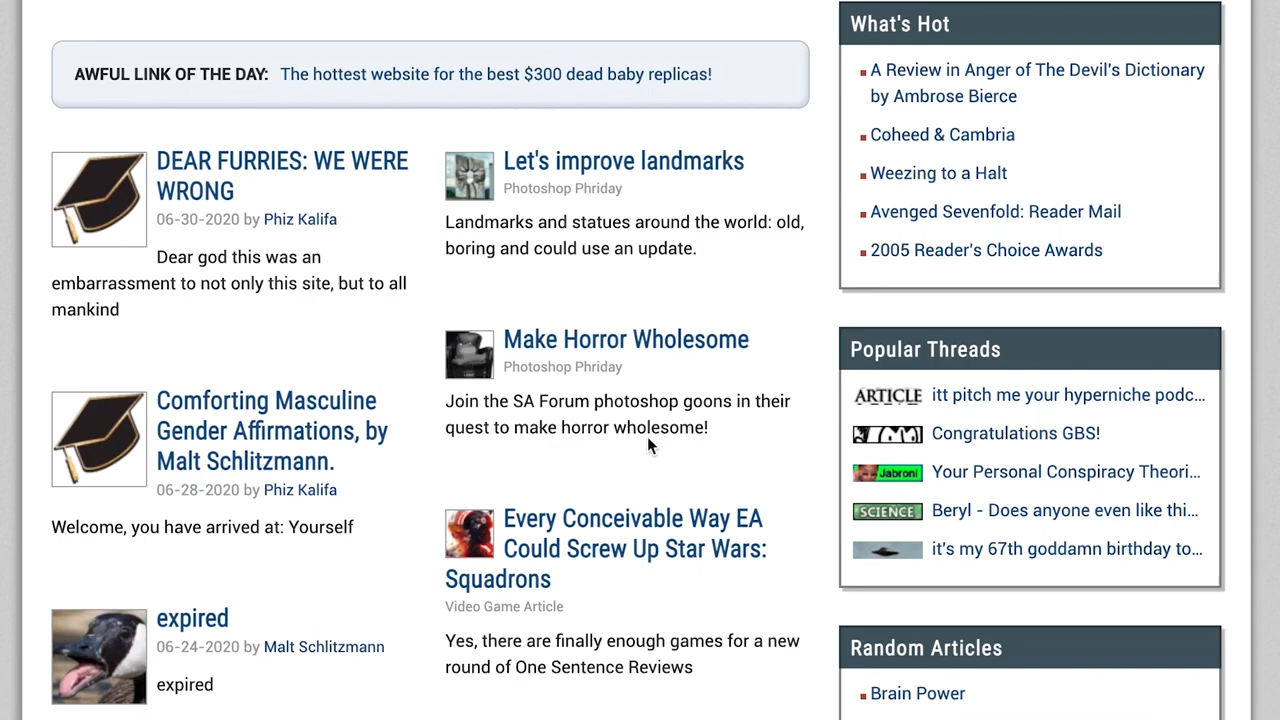 AWFUL LINK OF THE DAY: The hottest website for the best $300 dead baby replicas!
DEAR FURRIES: WE WERE
WRONG
06-30-2020 by Phiz Kalifa
Dear god this was an
embarrassment to not only this site, but to all
mankind
Comforting Masculine
Gender Affirmations, by
Malt Schlitzmann.
06-28-2020 by Phiz Kalifa
Welcome, you have arrived at: Yourself
expired
06-24-2020 by Malt Schlitzmann
expired
Let's improve landmarks
Photoshop Phriday
Landmarks and statues around the world: old,
boring and could use an update.
Make Horror Wholesome
Photoshop Phriday
Join the SA Forum photoshop goons in their
quest to make horror wholesome!
Every Conceivable Way EA
Could Screw Up Star Wars:
Squadrons
Video Game Article
Yes, there are finally enough games for a new
round of One Sentence Reviews
What's Hot
A Review in Anger of The Devil's Dictionary
by Ambrose Bierce
Coheed & Cambria
Weezing to a Halt
Avenged Sevenfold: Reader Mail
2005 Reader's Choice Awards
Popular Threads
ARTICLE itt pitch me your hyperniche podc...
Congratulations GBS!
Jabroni Your Personal Conspiracy Theori...
SCIENCE Beryl - Does anyone even like thi...
it's my 67th goddamn birthday to...
Random Articles
Brain Power